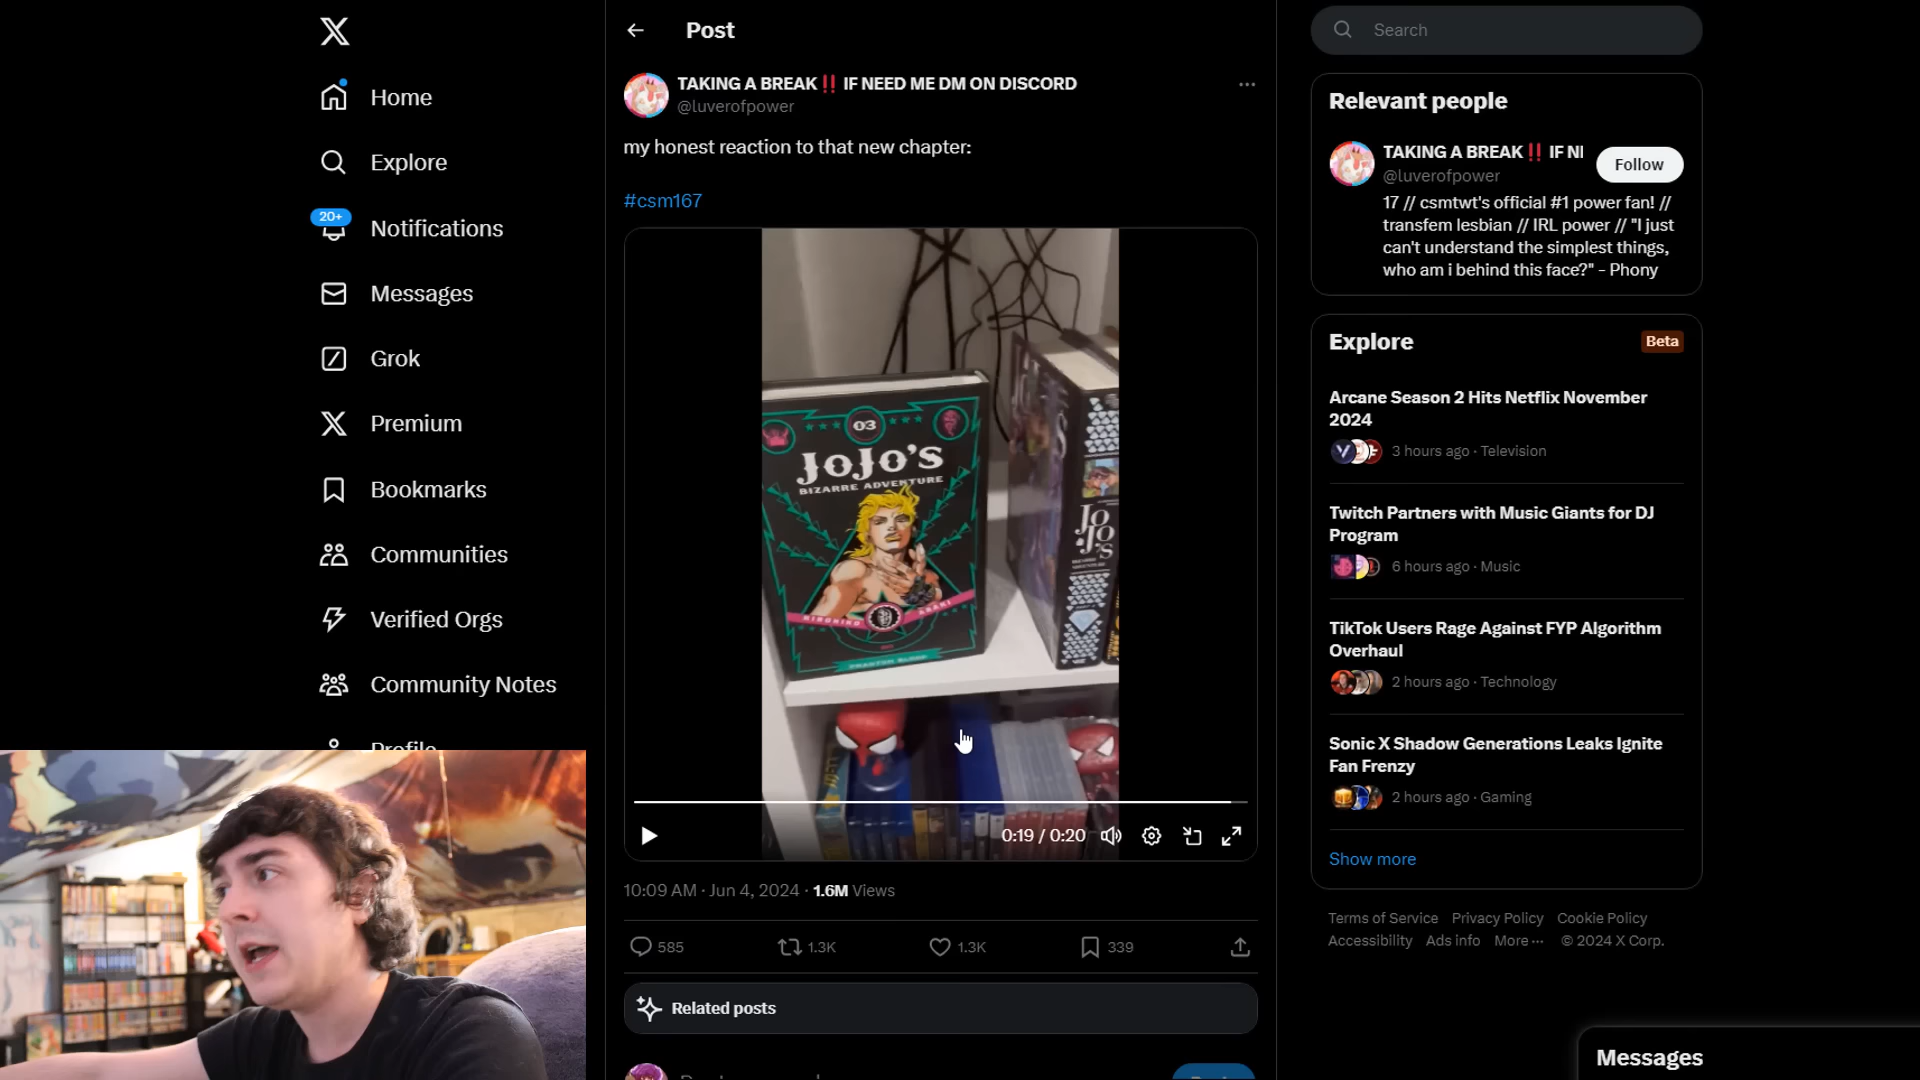 Home
Explore
20+
Notifications
Messages
Grok
Premium
Bookmarks
Communities
Verified Orgs
Community Notes
Profile
Post
TAKING A BREAK‼️ IF NEED ME DM ON DISCORD
@luverofpower
my honest reaction to that new chapter:
#csm167
03
JOJO'S
BIZARRE ADVENTURE
HIROHIKO ARAKI
PHANTOM BLOOD
JO
JO'S
0:19 / 0:20
10:09 AM · Jun 4, 2024 · 1.6M Views
585 1.3K 1.3K 339
Related posts
Search
Relevant people
TAKING A BREAK‼️ IF NI
@luverofpower
Follow
17 // csmtwt's official #1 power fan! //
transfem lesbian // IRL power // "I just
can't understand the simplest things,
who am i behind this face?" - Phony
Explore
Beta
Arcane Season 2 Hits Netflix November
2024
3 hours ago · Television
Twitch Partners with Music Giants for DJ
Program
6 hours ago · Music
TikTok Users Rage Against FYP Algorithm
Overhaul
2 hours ago · Technology
Sonic X Shadow Generations Leaks Ignite
Fan Frenzy
2 hours ago · Gaming
Show more
Terms of Service Privacy Policy Cookie Policy
Accessibility Ads info More ··· © 2024 X Corp.
Messages